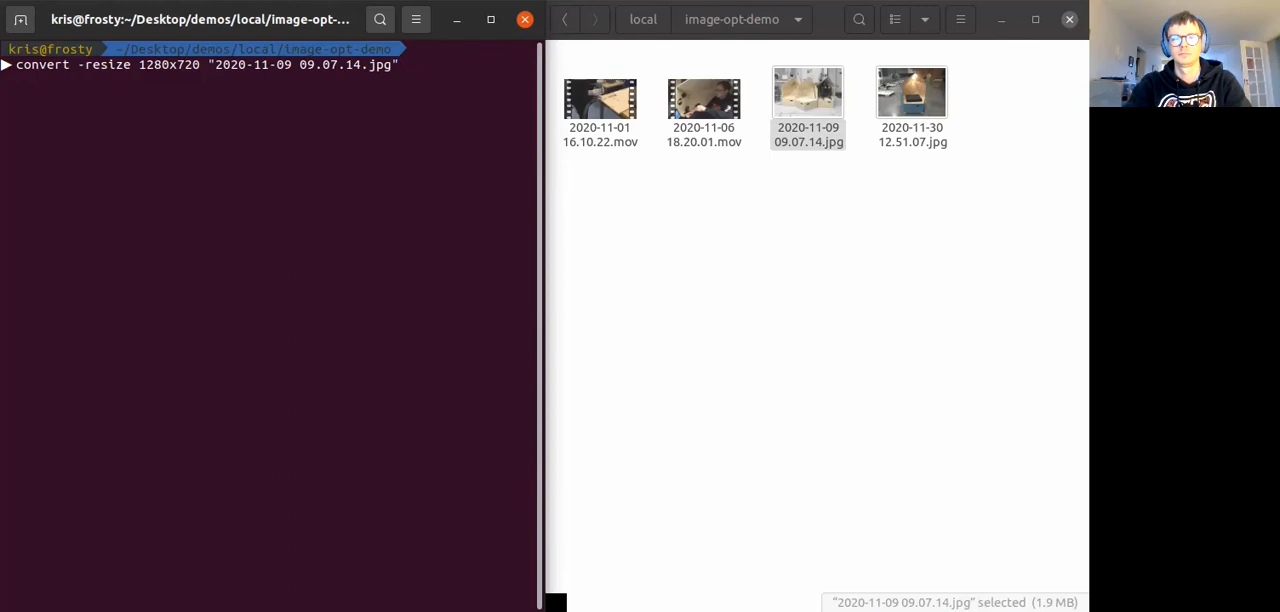 kris@frosty:~/Desktop/demos/local/image-opt-...
local
image-opt-demo
kris@frosty ~/Desktop/demos/local/image-opt-demo
convert -resize 1280x720 "2020-11-09 09.07.14.jpg"
2020-11-01
16.10.22.mov
2020-11-06
18.20.01.mov
2020-11-09
09.07.14.jpg
2020-11-30
12.51.07.jpg
"2020-11-09 09.07.14.jpg" selected (1.9 MB)